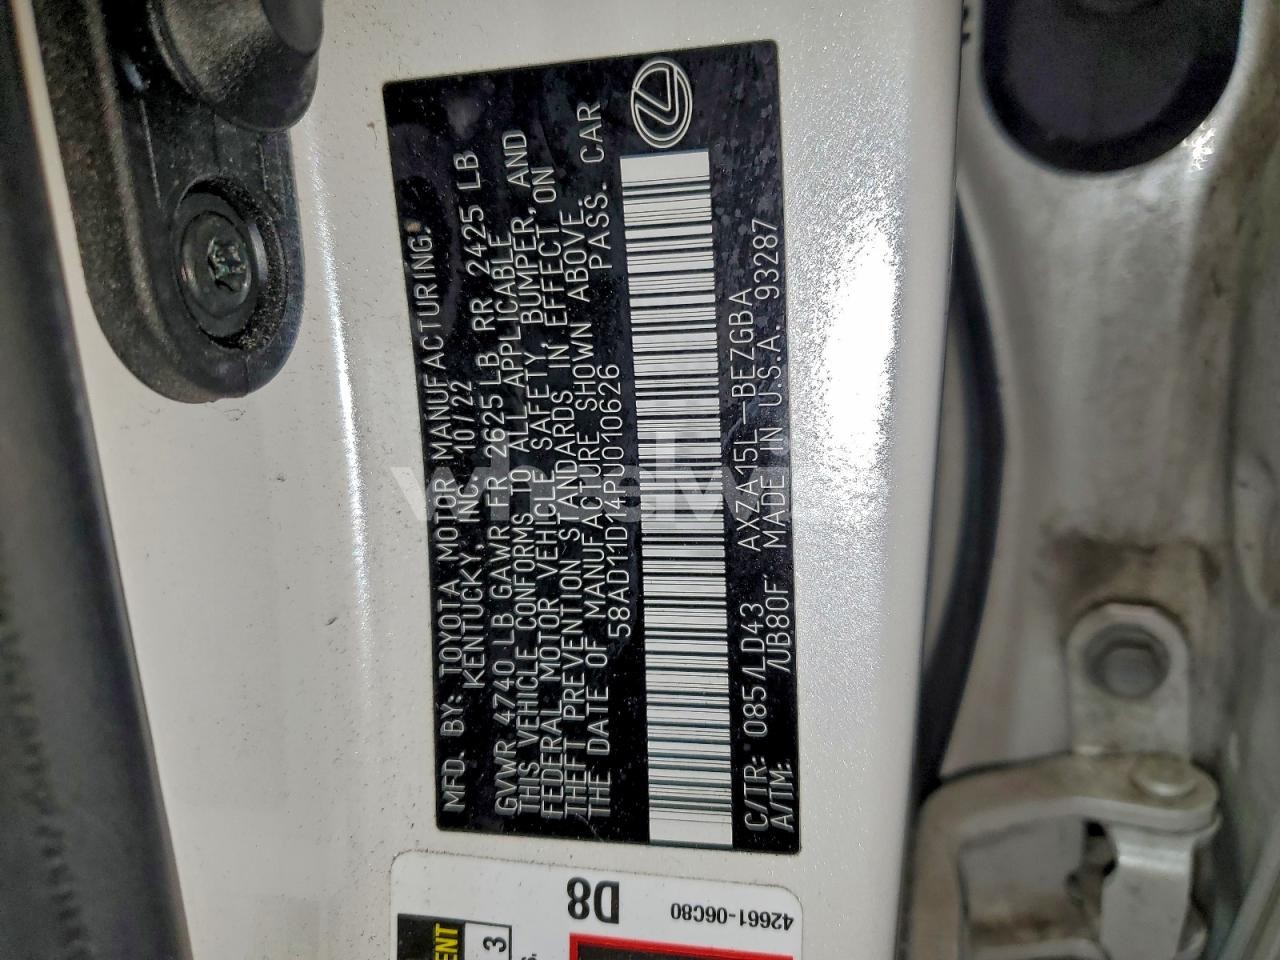 MFD. BY: TOYOTA MOTOR MANUFACTURING.
KENTUCKY, INC. 10/22
GVWR 4740 LB GAWR FR 2625 LB RR 2425 LB
THIS VEHICLE CONFORMS TO ALL APPLICABLE
FEDERAL MOTOR VEHICLE SAFETY, BUMPER, AND
THEFT PREVENTION STANDARDS IN EFFECT ON
THE DATE OF MANUFACTURE SHOWN ABOVE.
58AD11D14PU010626 PASS. CAR
C/TR: 085/LD43 AXZA15L-BEZGBA
A/TM: /UB80F MADE IN U.S.A. 93287
D8
42661-06C80
3